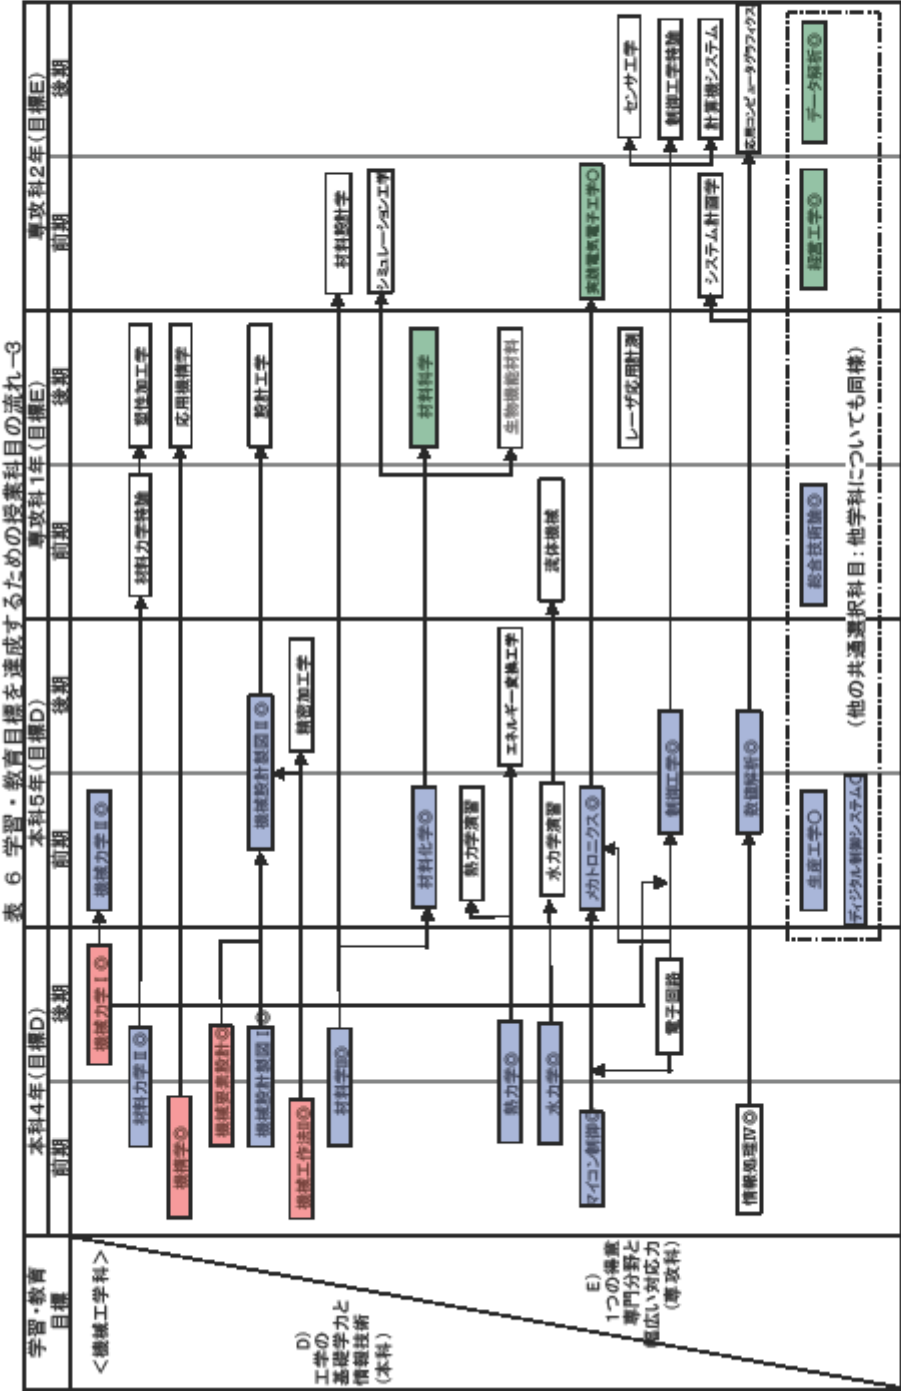 表 6 学習・教育目標を達成するための授業科目の流れ-3
学習・教育
目標
本科4年(目標D)
前期
後期
本科5年(目標D)
前期
後期
専攻科1年(目標E)
前期
後期
専攻科2年(目標E)
前期
後期
＜機械工学科＞
D)
工学の
基礎学力と
情報技術
(本科)
E)
1つの得意
専門分野と
幅広い対応力
(専攻科)
機械力学Ⅰ◎
機械力学Ⅱ◎
材料力学Ⅱ◎
材料力学特論
塑性加工学
機構学◎
応用機構学
機械要素設計◎
機械設計製図Ⅰ◎
機械設計製図Ⅱ◎
設計工学
機械工作法Ⅱ◎
精密加工学
材料学Ⅱ◎
材料設計学
シミュレーション工学
材料化学◎
材料科学
熱力学演習
熱力学◎
エネルギー変換工学
生物機能材料
水力学◎
水力学演習
流体機械
マイコン制御◎
メカトロニクス◎
実践電気電子工学○
レーザ応用計測
センサ工学
電子回路
制御工学◎
制御工学特論
システム計画学
計算機システム
情報処理Ⅳ◎
数値解析◎
応用コンピュータグラフィクス
生産工学○
総合技術論◎
経営工学◎
データ解析◎
ディジタル制御システム○
(他の共通選択科目：他学科についても同様)